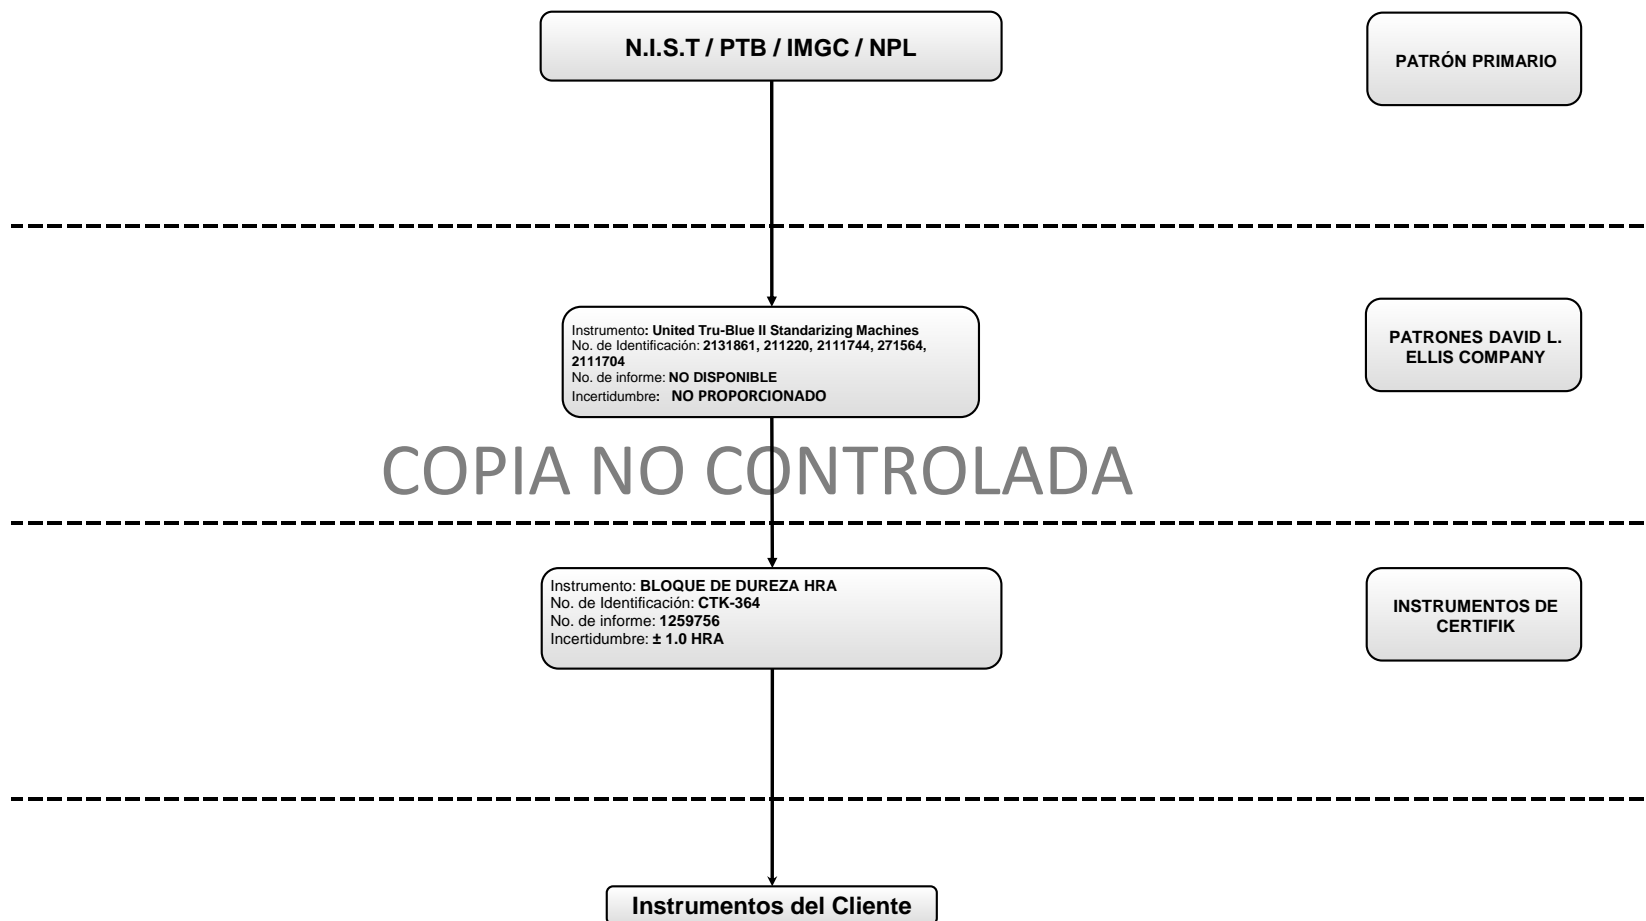 N.I.S.T / PTB / IMGC / NPL
PATRÓN PRIMARIO
Instrumento: United Tru-Blue II Standarizing Machines
No. de Identificación: 2131861, 211220, 2111744, 271564,
2111704
No. de informe: NO DISPONIBLE
Incertidumbre: NO PROPORCIONADO
PATRONES DAVID L.
ELLIS COMPANY
COPIA NO CONTROLADA
Instrumento: BLOQUE DE DUREZA HRA
No. de Identificación: CTK-364
No. de informe: 1259756
Incertidumbre: ± 1.0 HRA
INSTRUMENTOS DE
CERTIFIK
Instrumentos del Cliente